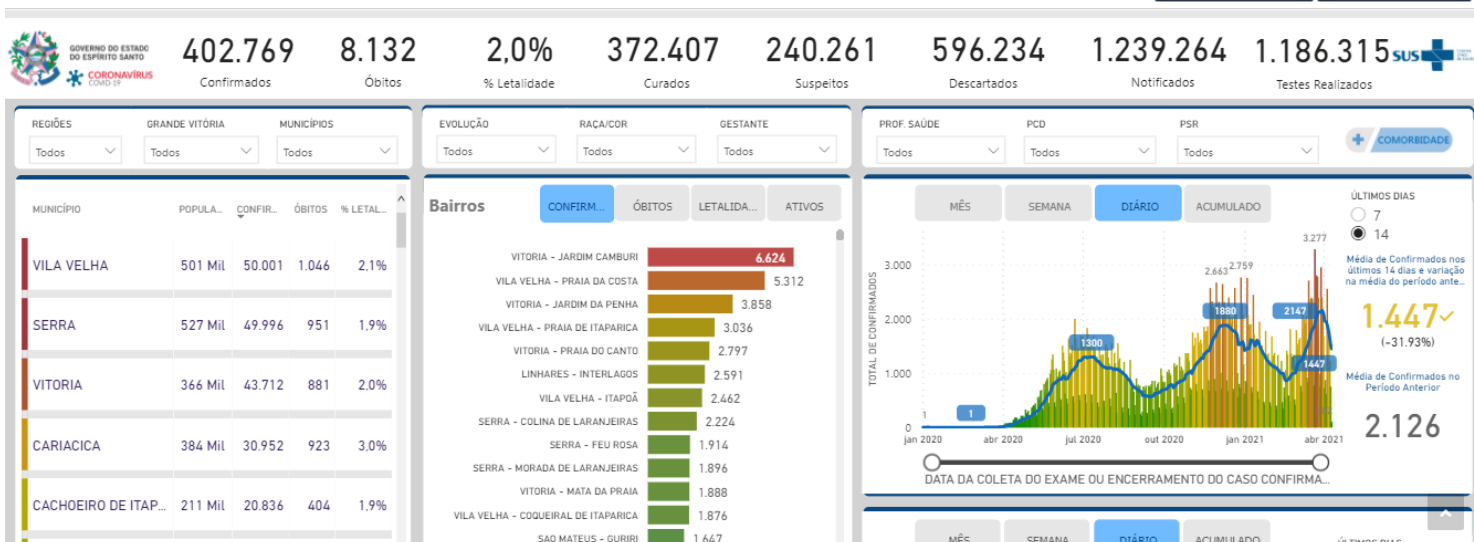 GOVERNO DO ESTADO
DO ESPÍRITO SANTO
CORONAVÍRUS
COVID-19
402.769
Confirmados
8.132
Óbitos
2,0%
% Letalidade
372.407
Curados
240.261
Suspeitos
596.234
Descartados
1.239.264
Notificados
1.186.315
Testes Realizados
SUS
REGIÕES
Todos
GRANDE VITÓRIA
Todos
MUNICÍPIOS
Todos
EVOLUÇÃO
Todos
RAÇA/COR
Todos
GESTANTE
Todos
PROF. SAÚDE
Todos
PCD
Todos
PSR
Todos
COMORBIDADE
MUNICÍPIO POPULA... CONFIR... ÓBITOS % LETAL...
VILA VELHA 501 Mil 50.001 1.046 2,1%
SERRA 527 Mil 49.996 951 1,9%
VITORIA 366 Mil 43.712 881 2,0%
CARIACICA 384 Mil 30.952 923 3,0%
CACHOEIRO DE ITAP... 211 Mil 20.836 404 1,9%
Bairros
CONFIRM... ÓBITOS LETALIDA... ATIVOS
VITORIA - JARDIM CAMBURI 6.624
VILA VELHA - PRAIA DA COSTA 5.312
VITORIA - JARDIM DA PENHA 3.858
VILA VELHA - PRAIA DE ITAPARICA 3.036
VITORIA - PRAIA DO CANTO 2.797
LINHARES - INTERLAGOS 2.591
VILA VELHA - ITAPOÃ 2.462
SERRA - COLINA DE LARANJEIRAS 2.224
SERRA - FEU ROSA 1.914
SERRA - MORADA DE LARANJEIRAS 1.896
VITORIA - MATA DA PRAIA 1.888
VILA VELHA - COQUEIRAL DE ITAPARICA 1.876
SAO MATEUS - GURIRI 1.647
MÊS SEMANA DIÁRIO ACUMULADO
TOTAL DE CONFIRMADOS
3.000
2.000
1.000
0
1
1
1300
2.663
2.759
1880
3.277
2147
1447
jan 2020 abr 2020 jul 2020 out 2020 jan 2021 abr 2021
DATA DA COLETA DO EXAME OU ENCERRAMENTO DO CASO CONFIRMA...
ÚLTIMOS DIAS
7
14
Média de Confirmados nos
últimos 14 dias e variação
na média do período ante...
1.447
(-31.93%)
Média de Confirmados no
Período Anterior
2.126
MÊS SEMANA DIÁRIO ACUMULADO
ÚLTIMOS DIAS